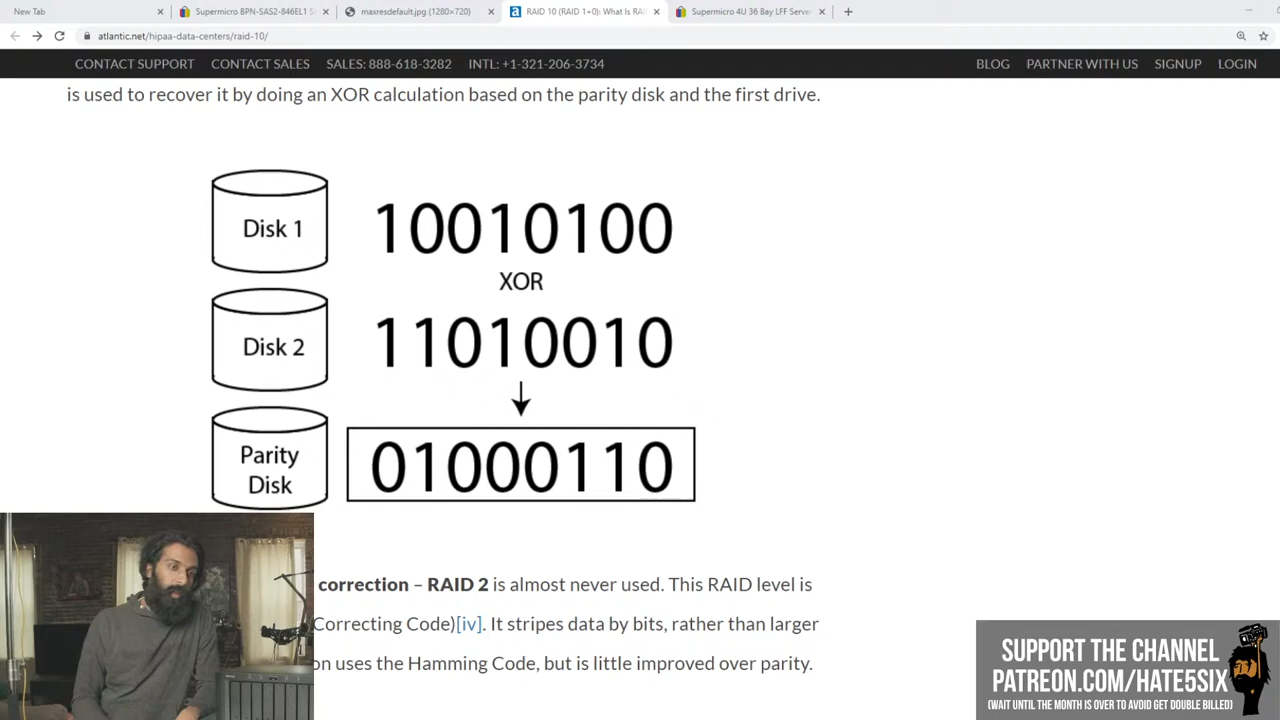 New Tab
Supermicro BPN-SAS2-846EL1 SA
maxresdefault.jpg (1280×720)
RAID 10 (RAID 1+0): What Is RAI
Supermicro 4U 36 Bay LFF Server
atlantic.net/hipaa-data-centers/raid-10/
CONTACT SUPPORT CONTACT SALES SALES: 888-618-3282 INTL: +1-321-206-3734 BLOG PARTNER WITH US SIGNUP LOGIN
is used to recover it by doing an XOR calculation based on the parity disk and the first drive.
Disk 1 10010100
XOR
Disk 2 11010010
Parity
Disk
01000110
correction – RAID 2 is almost never used. This RAID level is
Correcting Code)[iv]. It stripes data by bits, rather than larger
on uses the Hamming Code, but is little improved over parity.
SUPPORT THE CHANNEL
PATREON.COM/HATE5SIX
(WAIT UNTIL THE MONTH IS OVER TO AVOID GET DOUBLE BILLED)